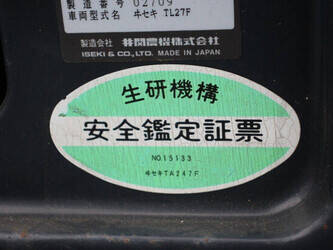 製造番号 02709
車両型式名 ヰセキ TL27F
製造会社 井関農機株式会社
ISEKI & CO., LTD. MADE IN JAPAN
生研機構
安全鑑定証票
NO.15133
ヰセキTA247F